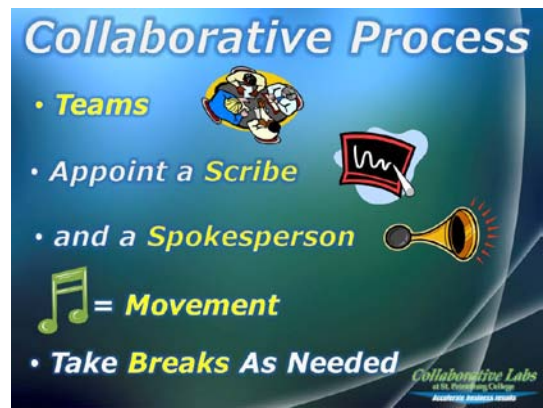 Collaborative Process
• Teams
• Appoint a Scribe
• and a Spokesperson
= Movement
• Take Breaks As Needed
Collaborative Labs
at St. Petersburg College
Accelerate business results